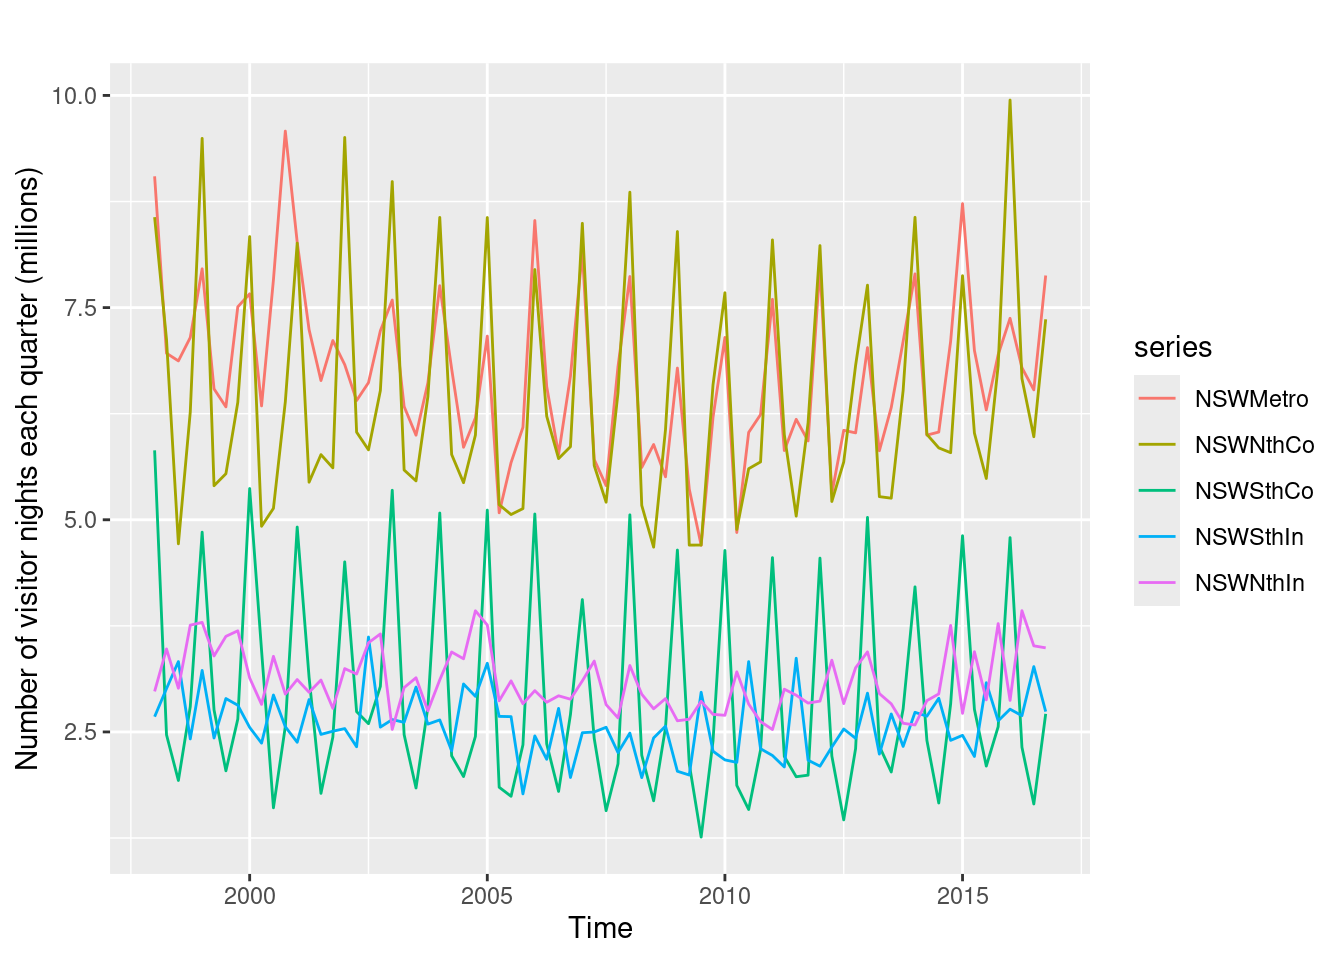 Number of visitor nights each quarter (millions)
10.0
7.5
5.0
2.5
2000
2005
2010
2015
Time
series
NSWMetro
NSWNthCo
NSWSthCo
NSWSthIn
NSWNthIn